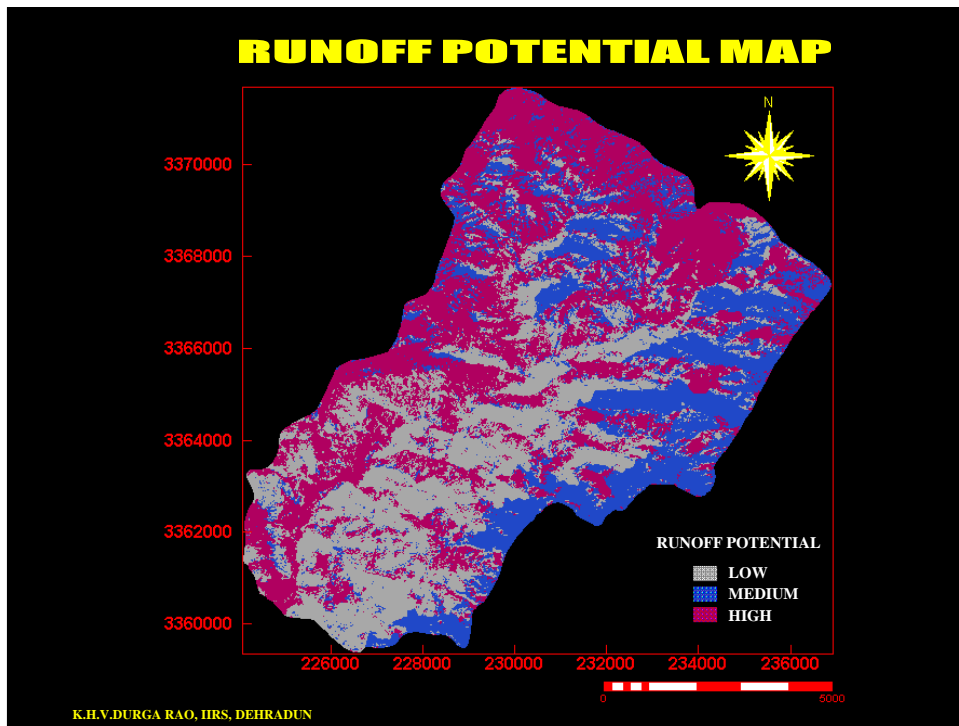 RUNOFF POTENTIAL MAP
N
3370000
3368000
3366000
3364000
3362000
3360000
RUNOFF POTENTIAL
LOW
MEDIUM
HIGH
226000 228000 230000 232000 234000 236000
0 5000
K.H.V.DURGA RAO, IIRS, DEHRADUN